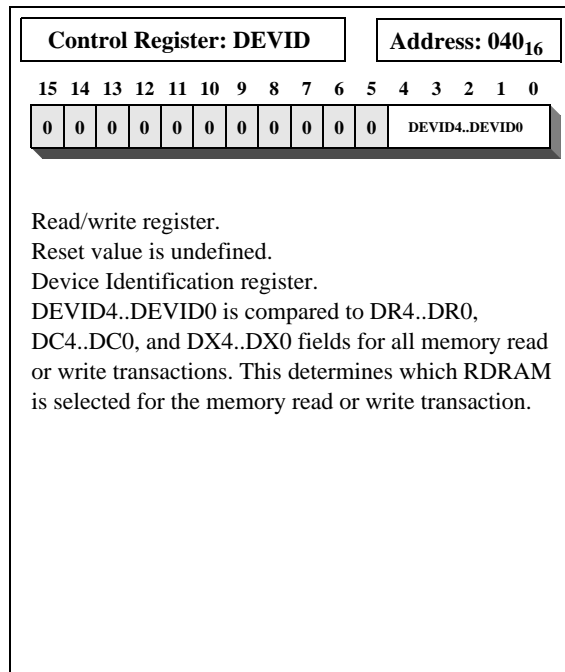 Control Register: DEVID Address: 040₁₆
15 14 13 12 11 10 9 8 7 6 5 4 3 2 1 0
0 0 0 0 0 0 0 0 0 0 0 DEVID4..DEVID0
Read/write register.
Reset value is undefined.
Device Identification register.
DEVID4..DEVID0 is compared to DR4..DR0,
DC4..DC0, and DX4..DX0 fields for all memory read
or write transactions. This determines which RDRAM
is selected for the memory read or write transaction.